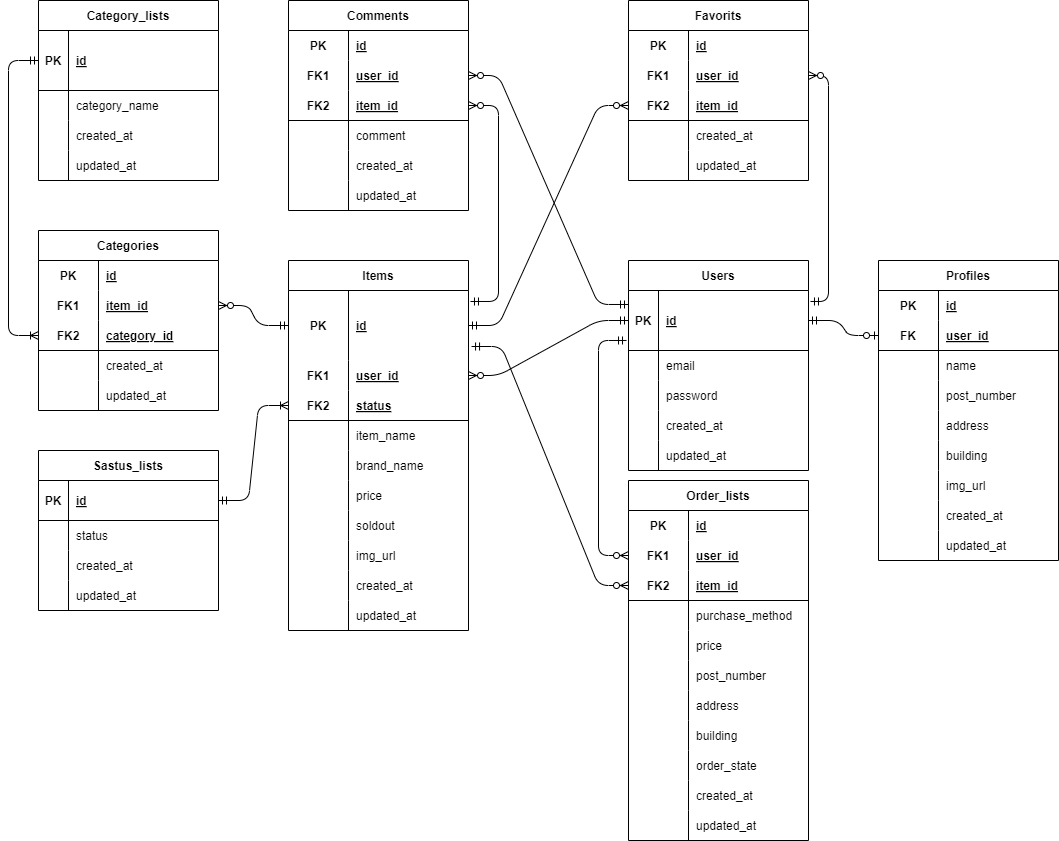 Category_lists
PK id
category_name
created_at
updated_at
Comments
PK id
FK1 user_id
FK2 item_id
comment
created_at
updated_at
Favorits
PK id
FK1 user_id
FK2 item_id
created_at
updated_at
Categories
PK id
FK1 item_id
FK2 category_id
created_at
updated_at
Items
PK id
FK1 user_id
FK2 status
item_name
brand_name
price
soldout
img_url
created_at
updated_at
Users
PK id
email
password
created_at
updated_at
Profiles
PK id
FK user_id
name
post_number
address
building
img_url
created_at
updated_at
Sastus_lists
PK id
status
created_at
updated_at
Order_lists
PK id
FK1 user_id
FK2 item_id
purchase_method
price
post_number
address
building
order_state
created_at
updated_at